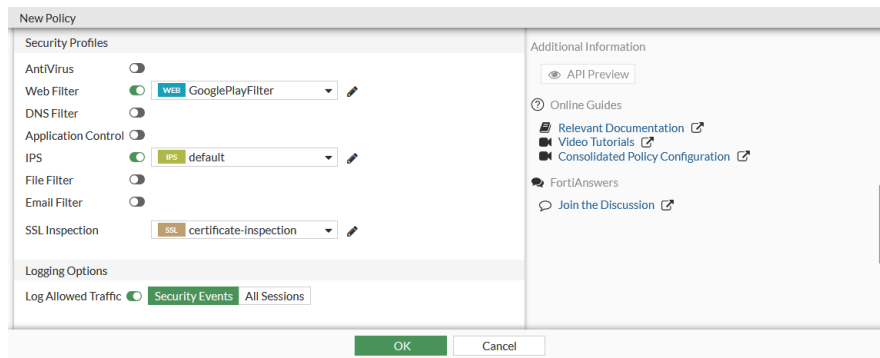 New Policy
Security Profiles
AntiVirus
Web Filter WEB GooglePlayFilter
DNS Filter
Application Control
IPS IPS default
File Filter
Email Filter
SSL Inspection SSL certificate-inspection
Logging Options
Log Allowed Traffic Security Events All Sessions
Additional Information
API Preview
Online Guides
Relevant Documentation
Video Tutorials
Consolidated Policy Configuration
FortiAnswers
Join the Discussion
OK Cancel